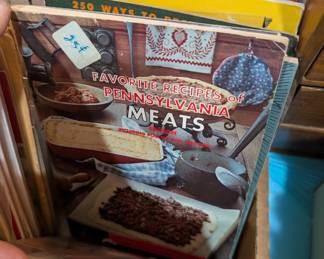 250 WAYS TO
25¢
FAVORITE RECIPES of
PENNSYLVANIA
MEATS